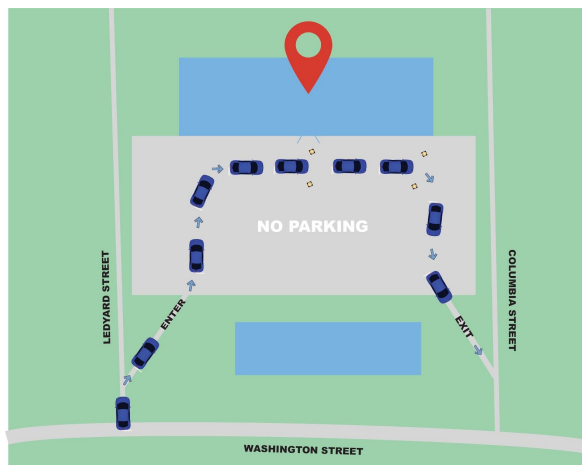 NO PARKING
LEDYARD STREET
COLUMBIA STREET
ENTER
EXIT
WASHINGTON STREET